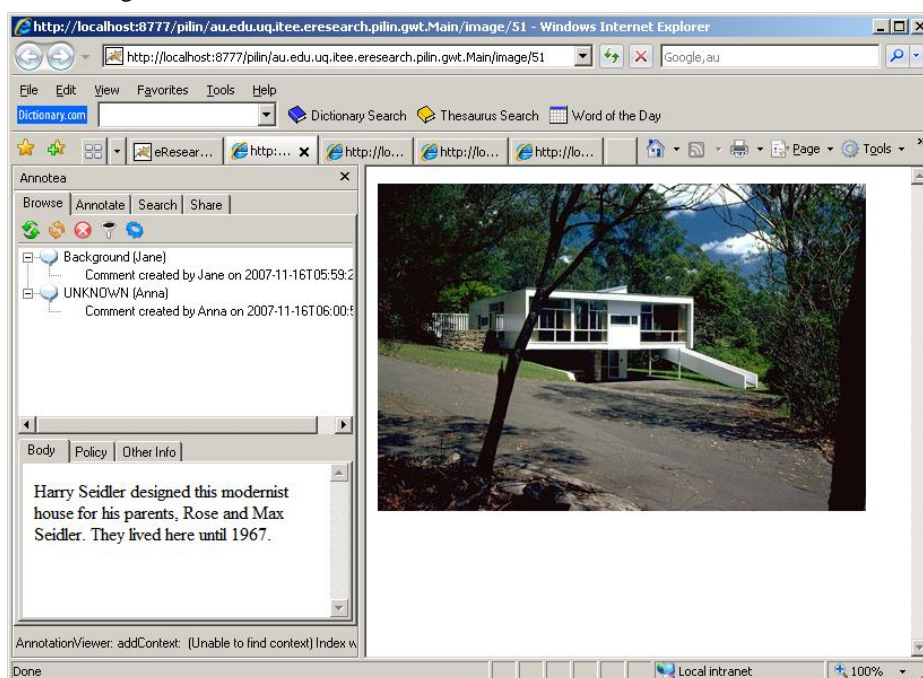 http://localhost:8777/pilin/au.edu.uq.itee.eresearch.pilin.gwt.Main/image/51 - Windows Internet Explorer
http://localhost:8777/pilin/au.edu.uq.itee.eresearch.pilin.gwt.Main/image/51 Google,au
File Edit View Favorites Tools Help
Dictionary.com Dictionary Search Thesaurus Search Word of the Day
eResear... http:... http://lo... http://lo... http://lo... Page Tools
Annotea
Browse Annotate Search Share
Background (Jane)
Comment created by Jane on 2007-11-16T05:59:2
UNKNOWN (Anna)
Comment created by Anna on 2007-11-16T06:00:
Body Policy Other Info
Harry Seidler designed this modernist
house for his parents, Rose and Max
Seidler. They lived here until 1967.
AnnotationViewer: addContext: (Unable to find context) Index w
Done Local intranet 100%